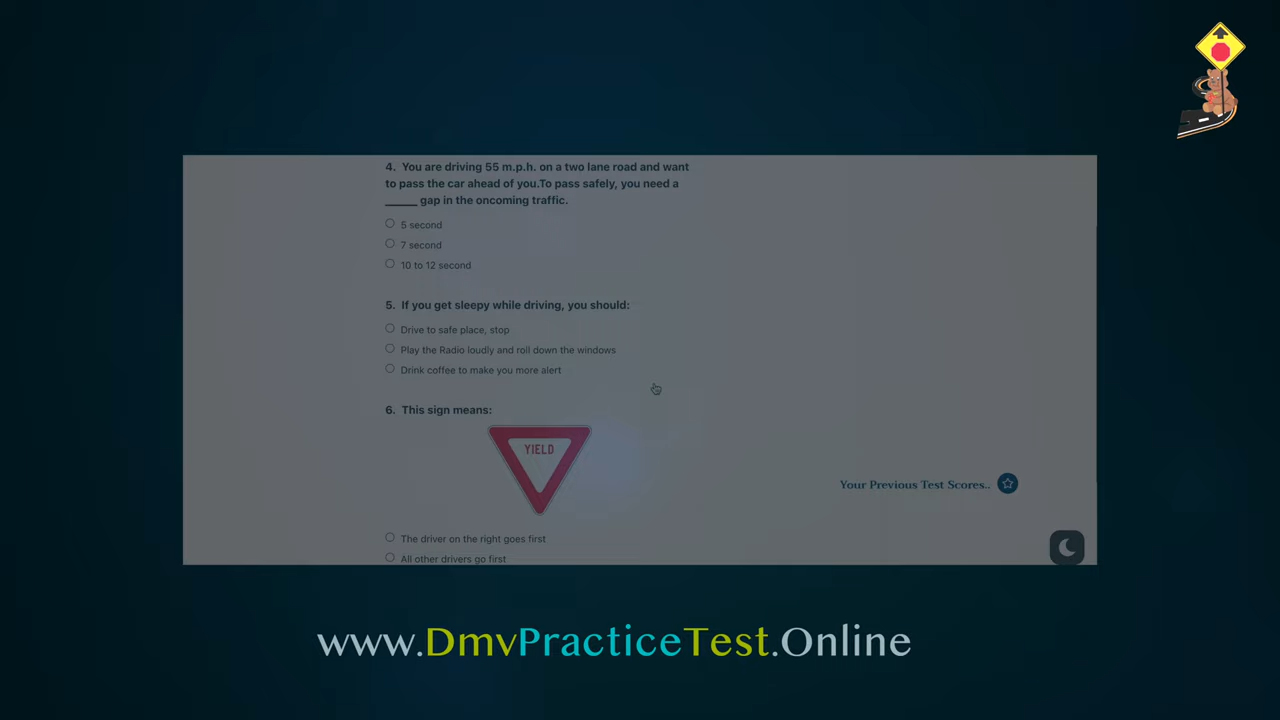 4. You are driving 55 m.p.h. on a two lane road and want
to pass the car ahead of you.To pass safely, you need a
_____ gap in the oncoming traffic.
5 second
7 second
10 to 12 second
5. If you get sleepy while driving, you should:
Drive to safe place, stop
Play the Radio loudly and roll down the windows
Drink coffee to make you more alert
6. This sign means:
YIELD
Your Previous Test Scores..
The driver on the right goes first
All other drivers go first
www.DmvPracticeTest.Online